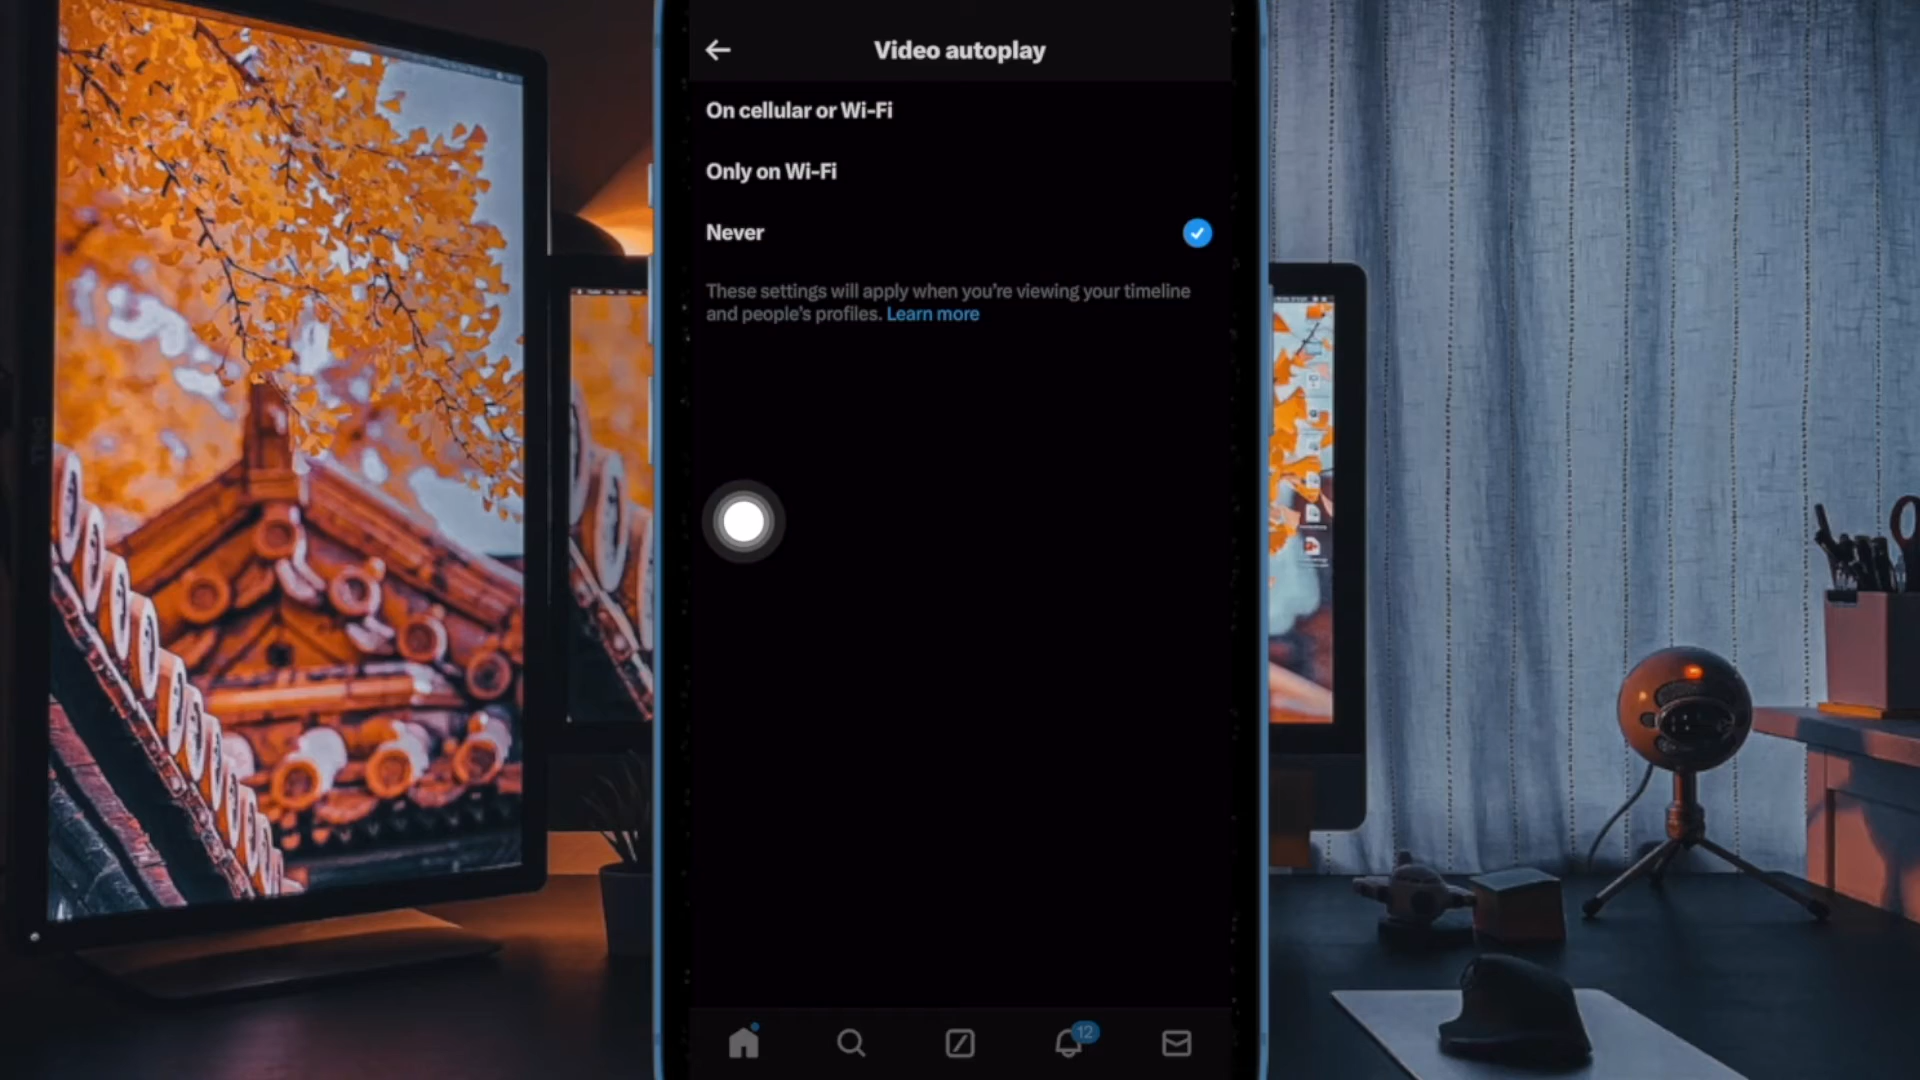 Video autoplay
On cellular or Wi-Fi
Only on Wi-Fi
Never
These settings will apply when you're viewing your timeline
and people's profiles. Learn more
12